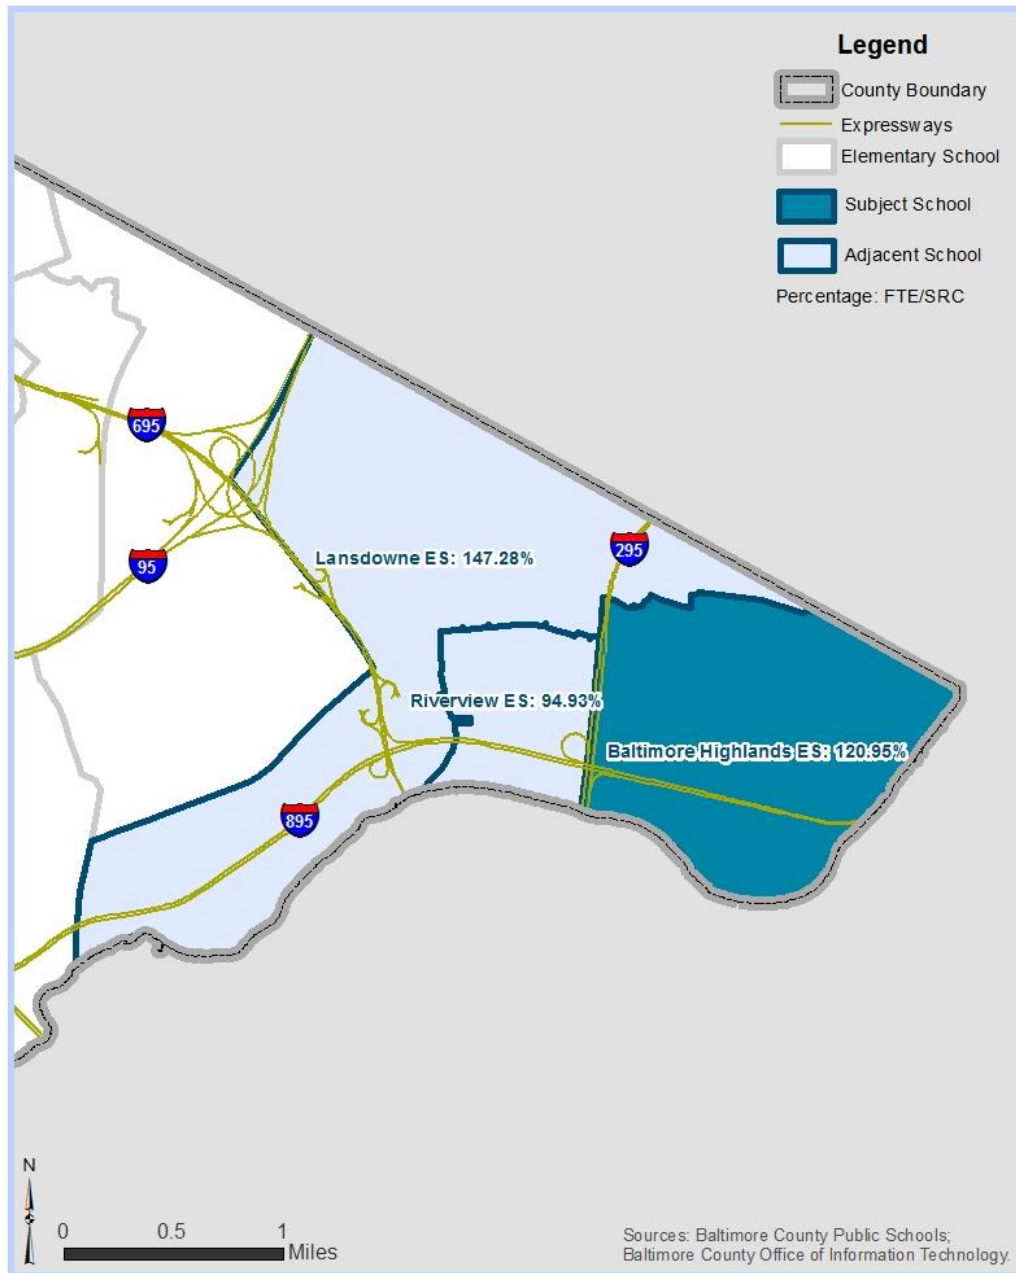 Legend
County Boundary
Expressways
Elementary School
Subject School
Adjacent School
Percentage: FTE/SRC
695
95
295
Lansdowne ES: 147.28%
Riverview ES: 94.93%
Baltimore Highlands ES: 120.95%
895
N
0 0.5 1
Miles
Sources: Baltimore County Public Schools;
Baltimore County Office of Information Technology.